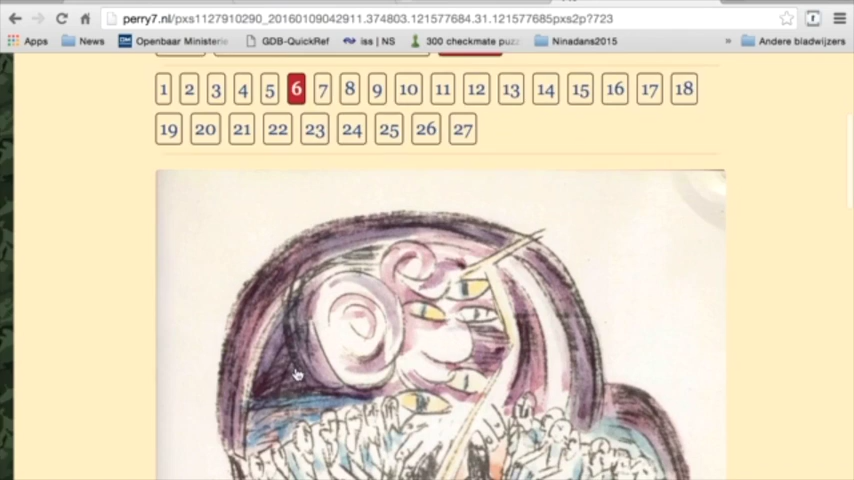 perry7.nl/pxs1127910290_20160109042911.374803.121577684.31.121577685pxs2p?723
Apps News Openbaar Ministerie GDB-QuickRef iss | NS 300 checkmate puzz Ninadans2015 » Andere bladwijzers
1 2 3 4 5 6 7 8 9 10 11 12 13 14 15 16 17 18
19 20 21 22 23 24 25 26 27